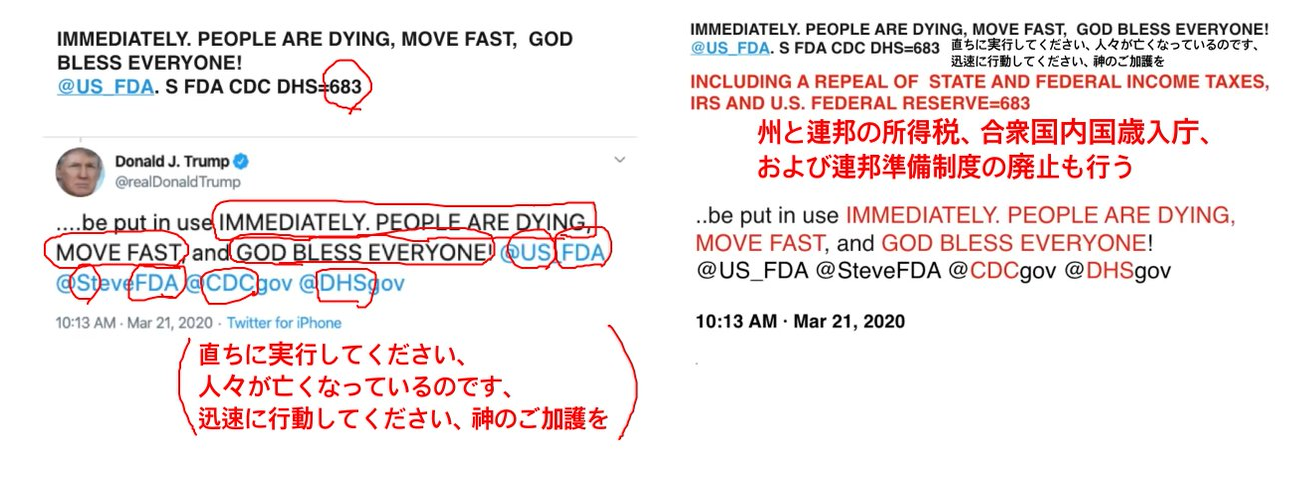 IMMEDIATELY. PEOPLE ARE DYING, MOVE FAST,  GOD
BLESS EVERYONE!
@US_FDA. S FDA CDC DHS=683
Donald J. Trump
@realDonaldTrump
....be put in use IMMEDIATELY. PEOPLE ARE DYING,
MOVE FAST, and GOD BLESS EVERYONE! @US_FDA
@SteveFDA @CDCgov @DHSgov
10:13 AM · Mar 21, 2020 · Twitter for iPhone
直ちに実行してください、
人々が亡くなっているのです、
迅速に行動してください、神のご加護を
IMMEDIATELY. PEOPLE ARE DYING, MOVE FAST,  GOD BLESS EVERYONE!
@US_FDA. S FDA CDC DHS=683
直ちに実行してください、人々が亡くなっているのです、
迅速に行動してください、神のご加護を
INCLUDING A REPEAL OF  STATE AND FEDERAL INCOME TAXES,
IRS AND U.S. FEDERAL RESERVE=683
州と連邦の所得税、合衆国内国歳入庁、
および連邦準備制度の廃止も行う
..be put in use IMMEDIATELY. PEOPLE ARE DYING,
MOVE FAST, and GOD BLESS EVERYONE!
@US_FDA @SteveFDA @CDCgov @DHSgov
10:13 AM · Mar 21, 2020